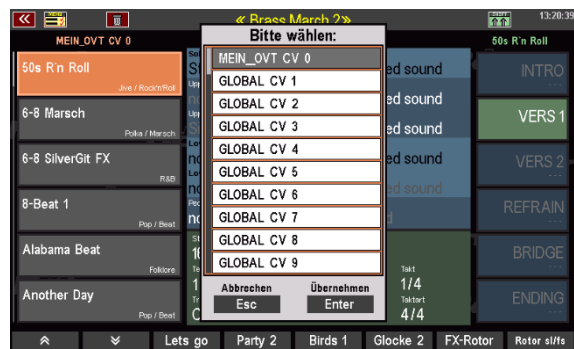 MENU
« Brass March 2»
13:20:39
MEIN_OVT CV 0
50s R'n Roll
50s R'n Roll
Jive / Rock'n'Roll
6-8 Marsch
Polka / Marsch
6-8 SilverGit FX
R&B
8-Beat 1
Pop / Beat
Alabama Beat
Folklore
Another Day
Pop / Beat
Bitte wählen:
MEIN_OVT CV 0
GLOBAL CV 1
GLOBAL CV 2
GLOBAL CV 3
GLOBAL CV 4
GLOBAL CV 5
GLOBAL CV 6
GLOBAL CV 7
GLOBAL CV 8
GLOBAL CV 9
Abbrechen
Esc
Übernehmen
Enter
ed sound
ed sound
ed sound
ed sound
ed sound
Takt
1/4
Taktart
4/4
INTRO
---
VERS 1
VERS 2
---
REFRAIN
---
BRIDGE
---
ENDING
---
Lets go
Party 2
Birds 1
Glocke 2
FX-Rotor
Rotor sl/fs